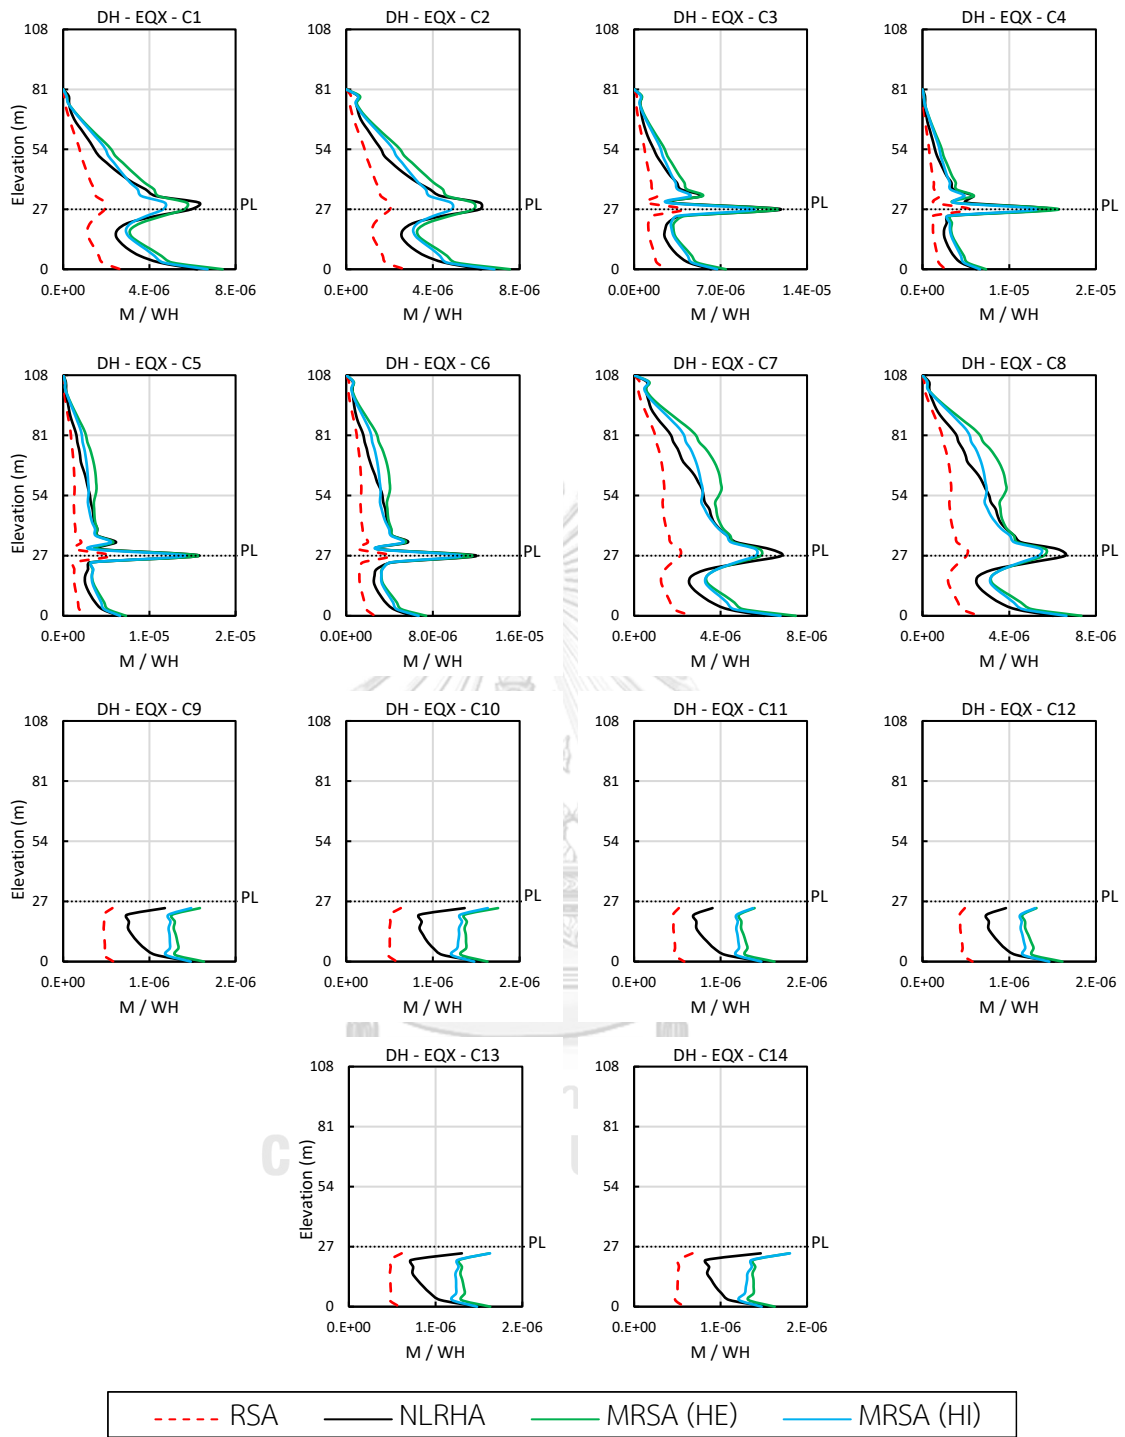 DH - EQX - C1
DH - EQX - C2
DH - EQX - C3
DH - EQX - C4
Elevation (m)
108
81
54
27
0
PL
0.E+00 4.E-06 8.E-06
M / WH
108
81
54
27
0
PL
0.E+00 4.E-06 8.E-06
M / WH
108
81
54
27
0
PL
0.E+00 7.E-06 1.E-05
M / WH
108
81
54
27
0
PL
0.E+00 1.E-05 2.E-05
M / WH
DH - EQX - C5
DH - EQX - C6
DH - EQX - C7
DH - EQX - C8
Elevation (m)
108
81
54
27
0
PL
0.E+00 1.E-05 2.E-05
M / WH
108
81
54
27
0
PL
0.E+00 8.E-06 2.E-05
M / WH
108
81
54
27
0
PL
0.E+00 4.E-06 8.E-06
M / WH
108
81
54
27
0
PL
0.E+00 4.E-06 8.E-06
M / WH
DH - EQX - C9
DH - EQX - C10
DH - EQX - C11
DH - EQX - C12
Elevation (m)
108
81
54
27
0
PL
0.E+00 1.E-06 2.E-06
M / WH
108
81
54
27
0
PL
0.E+00 1.E-06 2.E-06
M / WH
108
81
54
27
0
PL
0.E+00 1.E-06 2.E-06
M / WH
108
81
54
27
0
PL
0.E+00 1.E-06 2.E-06
M / WH
DH - EQX - C13
DH - EQX - C14
Elevation (m)
108
81
54
27
0
PL
0.E+00 1.E-06 2.E-06
M / WH
108
81
54
27
0
PL
0.E+00 1.E-06 2.E-06
M / WH
RSA NLRHA MRSA (HE) MRSA (HI)